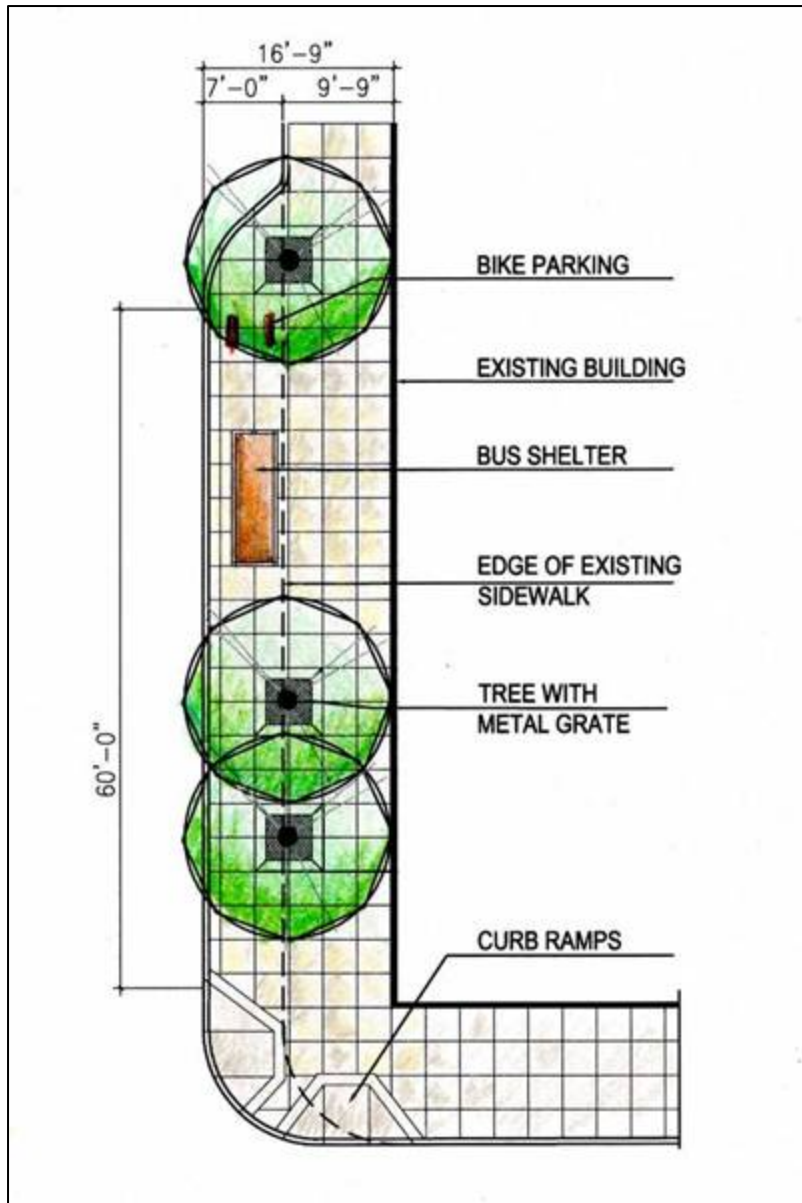 16'-9"
7'-0" 9'-9"
BIKE PARKING
EXISTING BUILDING
BUS SHELTER
EDGE OF EXISTING
SIDEWALK
TREE WITH
METAL GRATE
60'-0"
CURB RAMPS